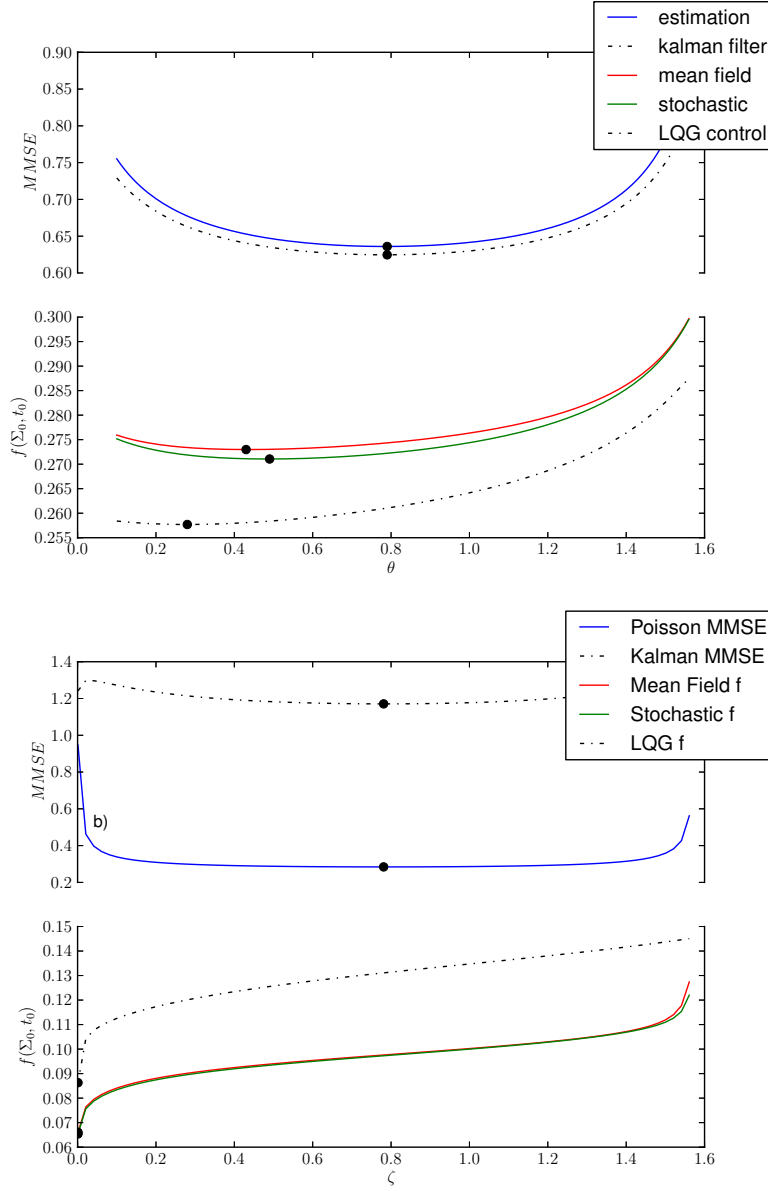 estimation
kalman filter
mean field
stochastic
LQG control
0.90
0.85
0.80
0.75
0.70
0.65
0.60
MMSE
0.300
0.295
0.290
0.285
0.280
0.275
0.270
0.265
0.260
0.255
f(Σ₀, t₀)
0.0 0.2 0.4 0.6 0.8 1.0 1.2 1.4 1.6
θ
Poisson MMSE
Kalman MMSE
Mean Field f
Stochastic f
LQG f
1.4
1.2
1.0
0.8
0.6
0.4
0.2
MMSE
b)
0.15
0.14
0.13
0.12
0.11
0.10
0.09
0.08
0.07
0.06
f(Σ₀, t₀)
0.0 0.2 0.4 0.6 0.8 1.0 1.2 1.4 1.6
ζ